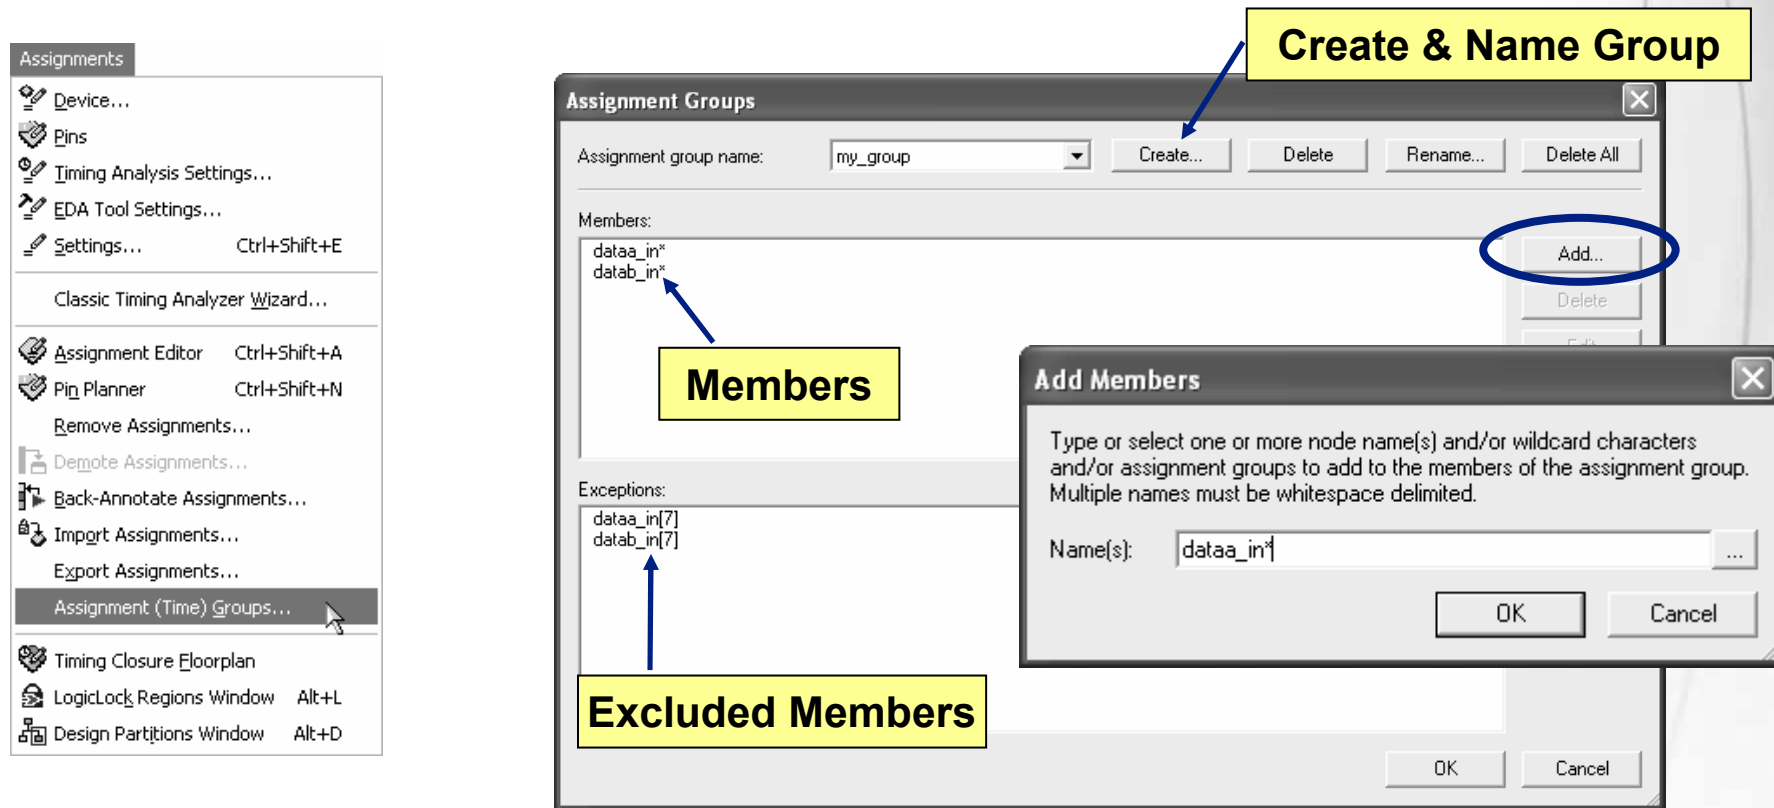 Assignments
Device...
Pins
Timing Analysis Settings...
EDA Tool Settings...
Settings... Ctrl+Shift+E
Classic Timing Analyzer Wizard...
Assignment Editor Ctrl+Shift+A
Pin Planner Ctrl+Shift+N
Remove Assignments...
Demote Assignments...
Back-Annotate Assignments...
Import Assignments...
Export Assignments...
Assignment (Time) Groups...
Timing Closure Floorplan
LogicLock Regions Window Alt+L
Design Partitions Window Alt+D
Create & Name Group
Assignment Groups
Assignment group name: my_group Create... Delete Rename... Delete All
Members:
dataa_in*
datab_in*
Add...
Delete
Members
Exceptions:
dataa_in[7]
datab_in[7]
Excluded Members
OK Cancel
Add Members
Type or select one or more node name(s) and/or wildcard characters
and/or assignment groups to add to the members of the assignment group.
Multiple names must be whitespace delimited.
Name(s): dataa_in* ...
OK Cancel